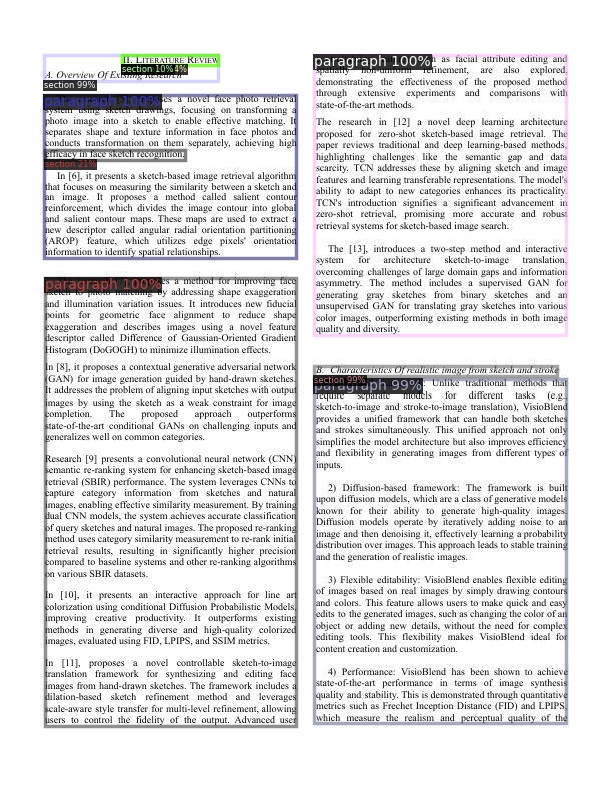 II. LITERATURE REVIEW
section 10%4%
A. Overview Of Existing Research
section 99%
paragraph 100% es a novel face photo retrieval
system using sketch drawings, focusing on transforming a
photo image into a sketch to enable effective matching. It
separates shape and texture information in face photos and
conducts transformation on them separately, achieving high
efficacy in face sketch recognition.
section 21%
In [6], it presents a sketch-based image retrieval algorithm
that focuses on measuring the similarity between a sketch and
an image. It proposes a method called salient contour
reinforcement, which divides the image contour into global
and salient contour maps. These maps are used to extract a
new descriptor called angular radial orientation partitioning
(AROP) feature, which utilizes edge pixels' orientation
information to identify spatial relationships.
paragraph 100% es a method for improving face
sketch to photo matching by addressing shape exaggeration
and illumination variation issues. It introduces new fiducial
points for geometric face alignment to reduce shape
exaggeration and describes images using a novel feature
descriptor called Difference of Gaussian-Oriented Gradient
Histogram (DoGOGH) to minimize illumination effects.
In [8], it proposes a contextual generative adversarial network
(GAN) for image generation guided by hand-drawn sketches.
It addresses the problem of aligning input sketches with output
images by using the sketch as a weak constraint for image
completion. The proposed approach outperforms
state-of-the-art conditional GANs on challenging inputs and
generalizes well on common categories.
Research [9] presents a convolutional neural network (CNN)
semantic re-ranking system for enhancing sketch-based image
retrieval (SBIR) performance. The system leverages CNNs to
capture category information from sketches and natural
images, enabling effective similarity measurement. By training
dual CNN models, the system achieves accurate classification
of query sketches and natural images. The proposed re-ranking
method uses category similarity measurement to re-rank initial
retrieval results, resulting in significantly higher precision
compared to baseline systems and other re-ranking algorithms
on various SBIR datasets.
In [10], it presents an interactive approach for line art
colorization using conditional Diffusion Probabilistic Models,
improving creative productivity. It outperforms existing
methods in generating diverse and high-quality colorized
images, evaluated using FID, LPIPS, and SSIM metrics.
In [11], proposes a novel controllable sketch-to-image
translation framework for synthesizing and editing face
images from hand-drawn sketches. The framework includes a
dilation-based sketch refinement method and leverages
scale-aware style transfer for multi-level refinement, allowing
users to control the fidelity of the output. Advanced user
paragraph 100% h as facial attribute editing and
spatially non-uniform refinement, are also explored,
demonstrating the effectiveness of the proposed method
through extensive experiments and comparisons with
state-of-the-art methods.
The research in [12] a novel deep learning architecture
proposed for zero-shot sketch-based image retrieval. The
paper reviews traditional and deep learning-based methods,
highlighting challenges like the semantic gap and data
scarcity. TCN addresses these by aligning sketch and image
features and learning transferable representations. The model's
ability to adapt to new categories enhances its practicality.
TCN's introduction signifies a significant advancement in
zero-shot retrieval, promising more accurate and robust
retrieval systems for sketch-based image search.
The [13], introduces a two-step method and interactive
system for architecture sketch-to-image translation,
overcoming challenges of large domain gaps and information
asymmetry. The method includes a supervised GAN for
generating gray sketches from binary sketches and an
unsupervised GAN for translating gray sketches into various
color images, outperforming existing methods in both image
quality and diversity.
B. Characteristics Of realistic image from sketch and stroke
section 99%
paragraph 99% : Unlike traditional methods that
require separate models for different tasks (e.g.,
sketch-to-image and stroke-to-image translation), VisioBlend
provides a unified framework that can handle both sketches
and strokes simultaneously. This unified approach not only
simplifies the model architecture but also improves efficiency
and flexibility in generating images from different types of
inputs.
2) Diffusion-based framework: The framework is built
upon diffusion models, which are a class of generative models
known for their ability to generate high-quality images.
Diffusion models operate by iteratively adding noise to an
image and then denoising it, effectively learning a probability
distribution over images. This approach leads to stable training
and the generation of realistic images.
3) Flexible editability: VisioBlend enables flexible editing
of images based on real images by simply drawing contours
and colors. This feature allows users to make quick and easy
edits to the generated images, such as changing the color of an
object or adding new details, without the need for complex
editing tools. This flexibility makes VisioBlend ideal for
content creation and customization.
4) Performance: VisioBlend has been shown to achieve
state-of-the-art performance in terms of image synthesis
quality and stability. This is demonstrated through quantitative
metrics such as Frechet Inception Distance (FID) and LPIPS,
which measure the realism and perceptual quality of the